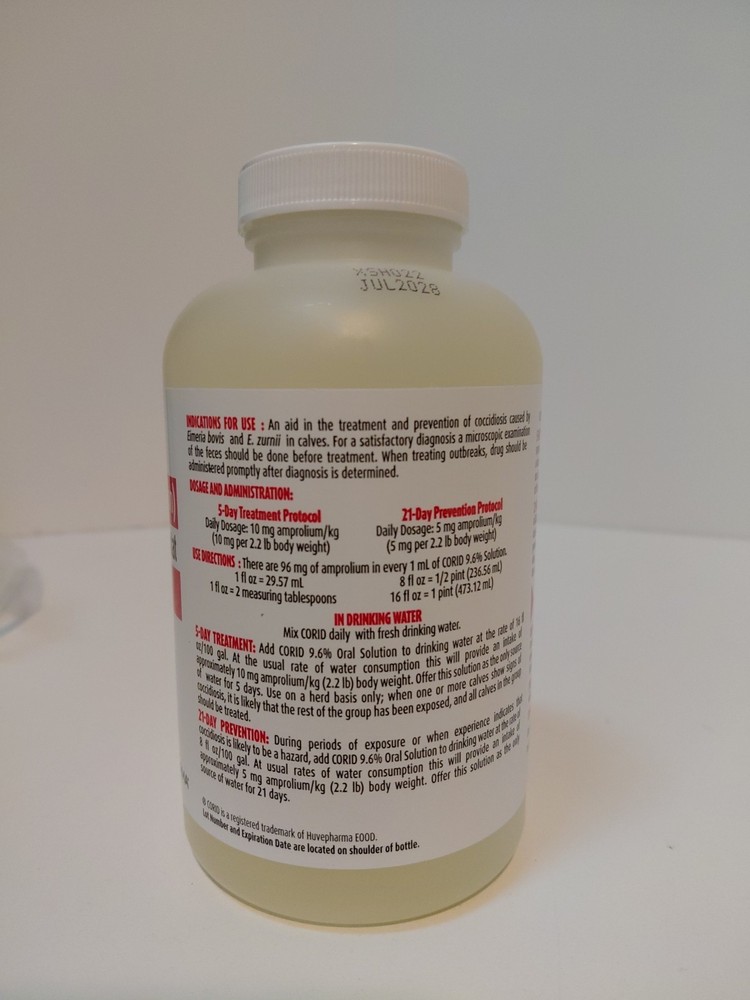 JUL2028
INDICATIONS FOR USE : An aid in the treatment and prevention of coccidiosis caused by
Eimeria bovis and E. zurnii in calves. For a satisfactory diagnosis a microscopic examination
of the feces should be done before treatment. When treating outbreaks, drug should be
administered promptly after diagnosis is determined.
DOSAGE AND ADMINISTRATION:
5-Day Treatment Protocol
Daily Dosage: 10 mg amprolium/kg
(10 mg per 2.2 lb body weight)
21-Day Prevention Protocol
Daily Dosage: 5 mg amprolium/kg
(5 mg per 2.2 lb body weight)
USE DIRECTIONS : There are 96 mg of amprolium in every 1 mL of CORID 9.6% Solution.
1 fl oz = 29.57 mL
1 fl oz = 2 measuring tablespoons
8 fl oz = 1/2 pint (236.56 mL)
16 fl oz = 1 pint (473.12 mL)
IN DRINKING WATER
Mix CORID daily with fresh drinking water.
5-DAY TREATMENT: Add CORID 9.6% Oral Solution to drinking water at the rate of 16 fl
oz/100 gal. At the usual rate of water consumption this will provide an intake of
approximately 10 mg amprolium/kg (2.2 lb) body weight. Offer this solution as the only source
of water for 5 days. Use on a herd basis only; when one or more calves show signs of
coccidiosis, it is likely that the rest of the group has been exposed, and all calves in the group
should be treated.
21-DAY PREVENTION: During periods of exposure or when experience indicates that
coccidiosis is likely to be a hazard, add CORID 9.6% Oral Solution to drinking water at the rate of
8 fl oz/100 gal. At usual rates of water consumption this will provide an intake of
approximately 5 mg amprolium/kg (2.2 lb) body weight. Offer this solution as the only
source of water for 21 days.
® CORID is a registered trademark of Huvepharma EOOD.
Lot Number and Expiration Date are located on shoulder of bottle.